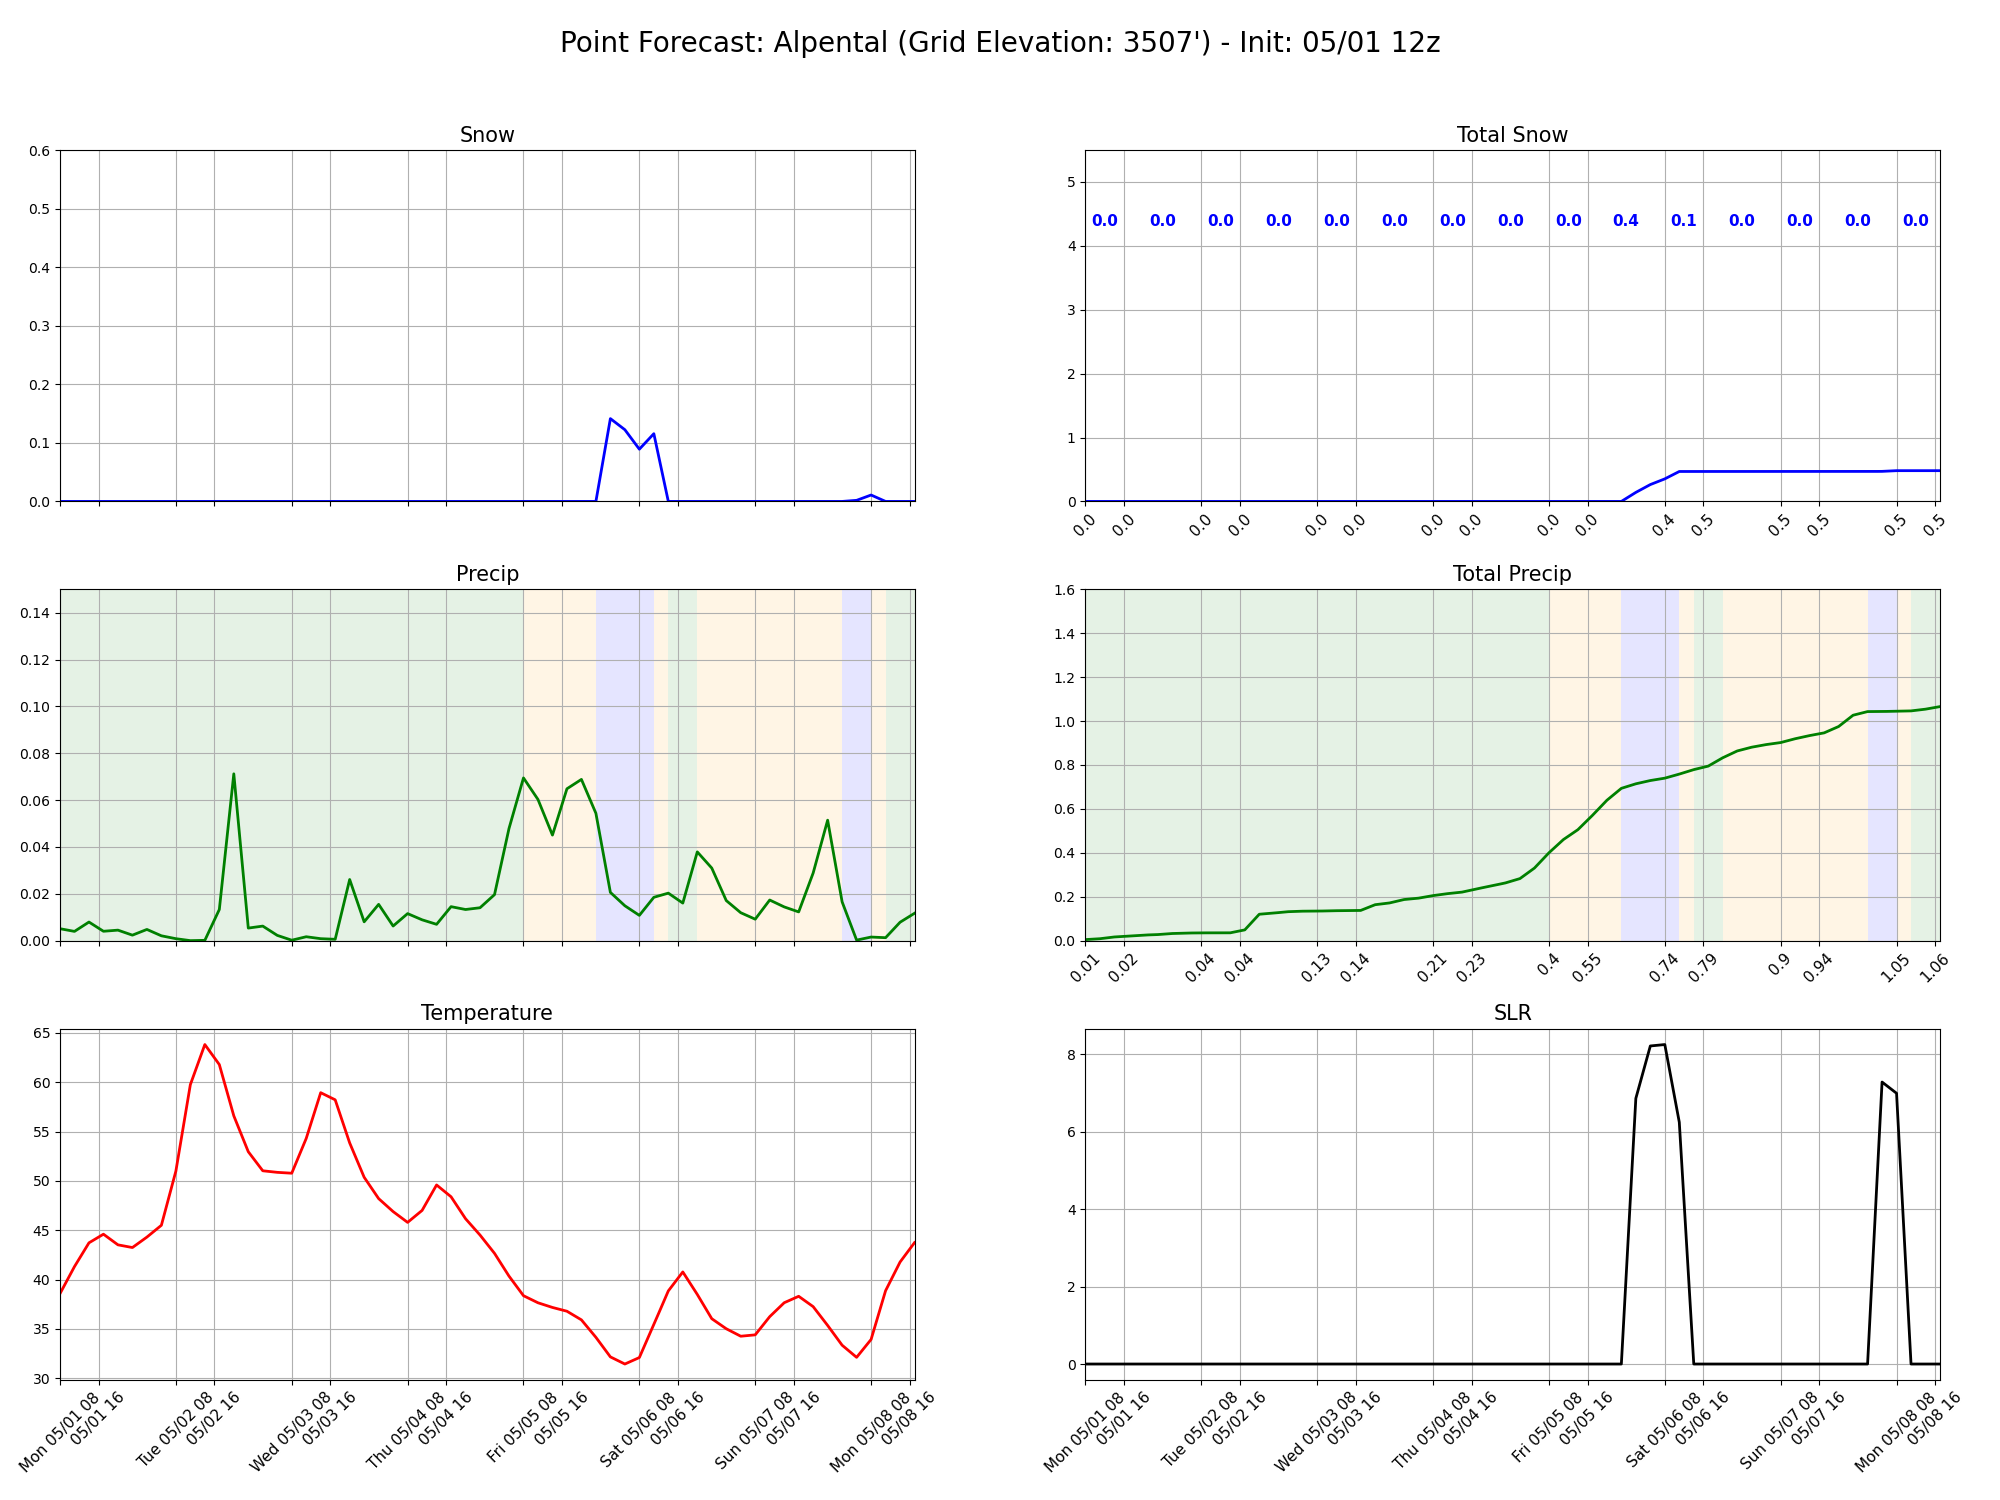 Point Forecast: Alpental (Grid Elevation: 3507') - Init: 05/01 12z
Snow
0.6
0.5
0.4
0.3
0.2
0.1
0.0
Total Snow
5
4
3
2
1
0
0.0 0.0 0.0 0.0 0.0 0.0 0.0 0.0 0.0 0.4 0.1 0.0 0.0 0.0 0.0
0.0 0.0 0.0 0.0 0.0 0.0 0.0 0.0 0.0 0.0 0.4 0.5 0.5 0.5 0.5 0.5
Precip
0.14
0.12
0.10
0.08
0.06
0.04
0.02
0.00
Total Precip
1.6
1.4
1.2
1.0
0.8
0.6
0.4
0.2
0.0
0.01 0.02 0.04 0.04 0.13 0.14 0.21 0.23 0.4 0.55 0.74 0.79 0.9 0.94 1.05 1.06
Temperature
65
60
55
50
45
40
35
30
Mon 05/01 08
05/01 16
Tue 05/02 08
05/02 16
Wed 05/03 08
05/03 16
Thu 05/04 08
05/04 16
Fri 05/05 08
05/05 16
Sat 05/06 08
05/06 16
Sun 05/07 08
05/07 16
Mon 05/08 08
05/08 16
SLR
8
6
4
2
0
Mon 05/01 08
05/01 16
Tue 05/02 08
05/02 16
Wed 05/03 08
05/03 16
Thu 05/04 08
05/04 16
Fri 05/05 08
05/05 16
Sat 05/06 08
05/06 16
Sun 05/07 08
05/07 16
Mon 05/08 08
05/08 16